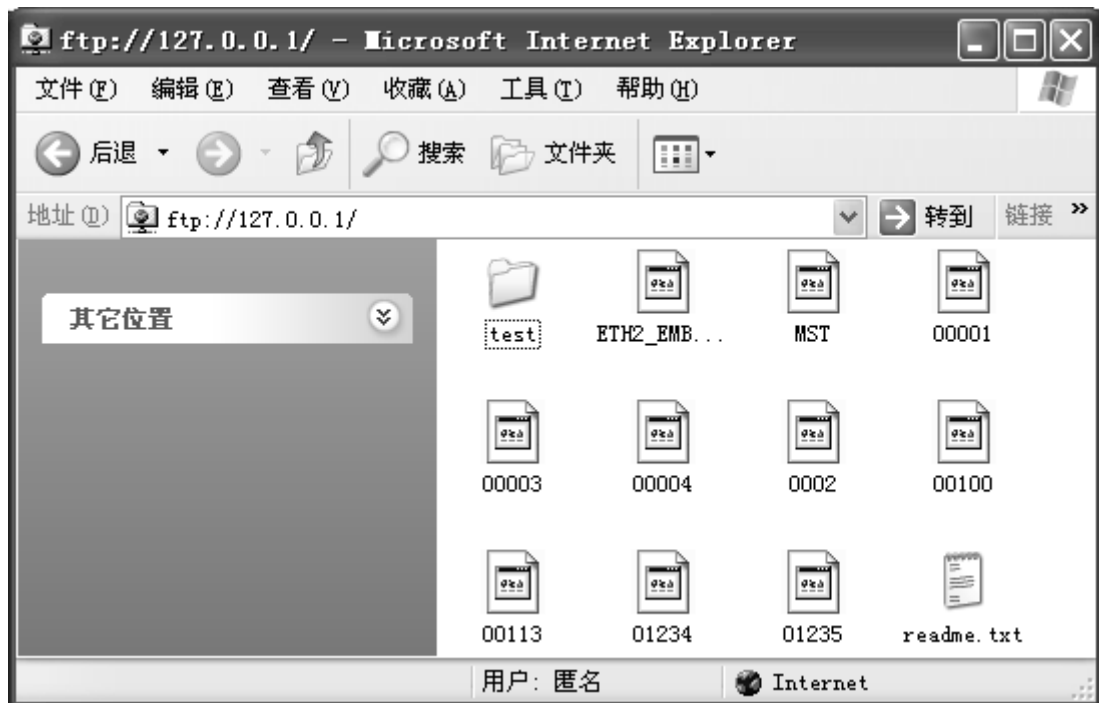 ftp://127.0.0.1/ - Microsoft Internet Explorer
文件(F) 编辑(E) 查看(V) 收藏(A) 工具(T) 帮助(H)
后退 搜索 文件夹
地址(D) ftp://127.0.0.1/ 转到 链接 »
其它位置
test ETH2_EMB... MST 00001
00003 00004 0002 00100
00113 01234 01235 readme.txt
用户: 匿名 Internet